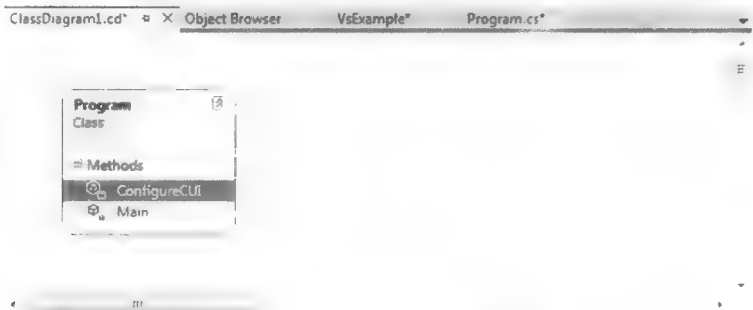 ClassDiagram1.cd* Object Browser VsExample* Program.cs*
Program
Class
Methods
ConfigureCUI
Main